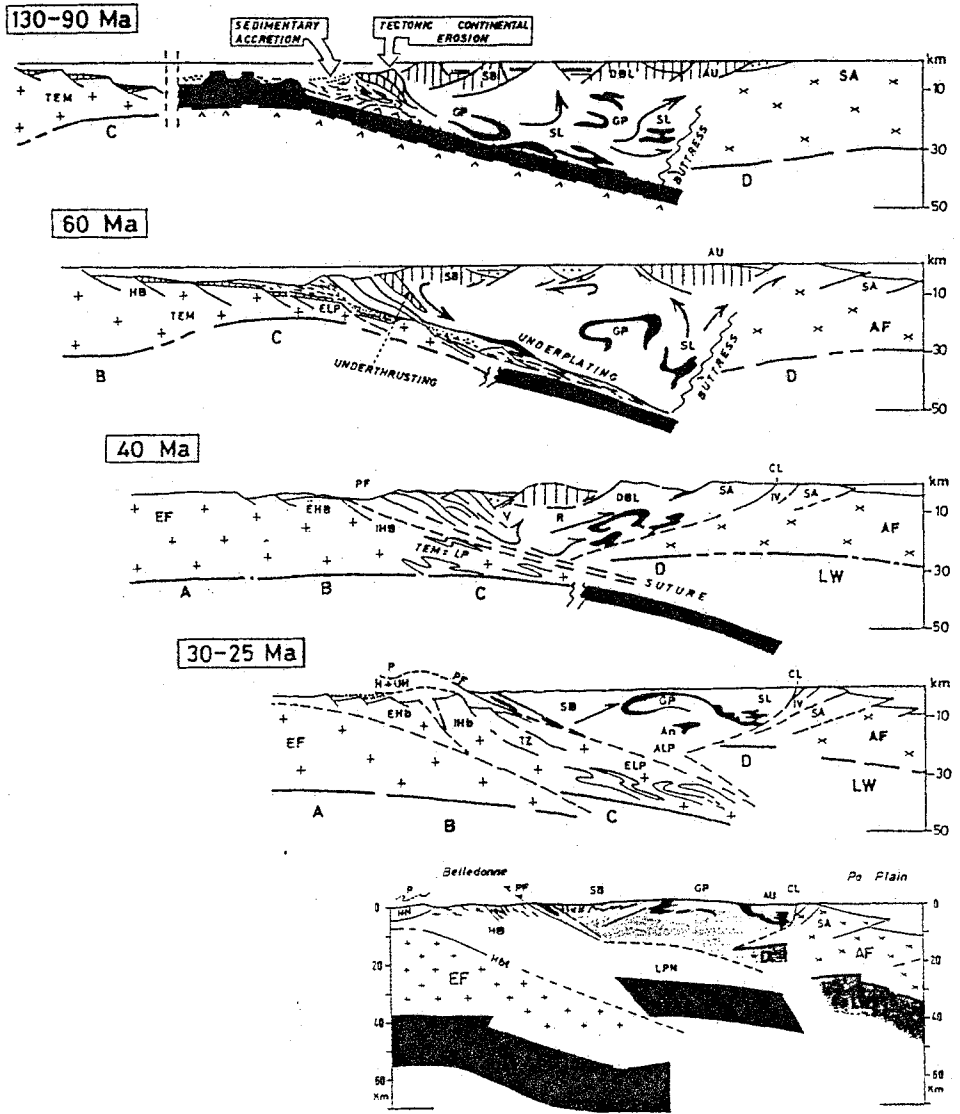 130-90 Ma
SEDIMENTARY ACCRETION
TECTONIC CONTINENTAL EROSION
km
TEM
SB
DBL
AU
SA
10
C
GP
SL
GP
SL
BUTTRESS
30
D
50
60 Ma
AU
km
HB
SB
SA
10
TEM
ELP
GP
C
SL
AF
B
UNDERTHRUSTING
UNDERPLATING
BUTTRESS
D
30
50
40 Ma
PF
CL
km
EF
EHB
V
R
DBL
SA
IV
SA
10
IHB
AF
TEM = LP
D
A
B
C
SUTURE
LW
30
50
30-25 Ma
P
H+UH
PF
CL
km
EHb
IHb
SB
GP
SL
IV
SA
10
EF
TZ
An
AF
ELP
ALP
D
LW
30
A
B
C
50
Belledonne
Po Plain
P
PF
SB
GP
AU
CL
0
HN
HB
SA
0
AF
20
EF
LPN
20
40
40
60
Km
Km